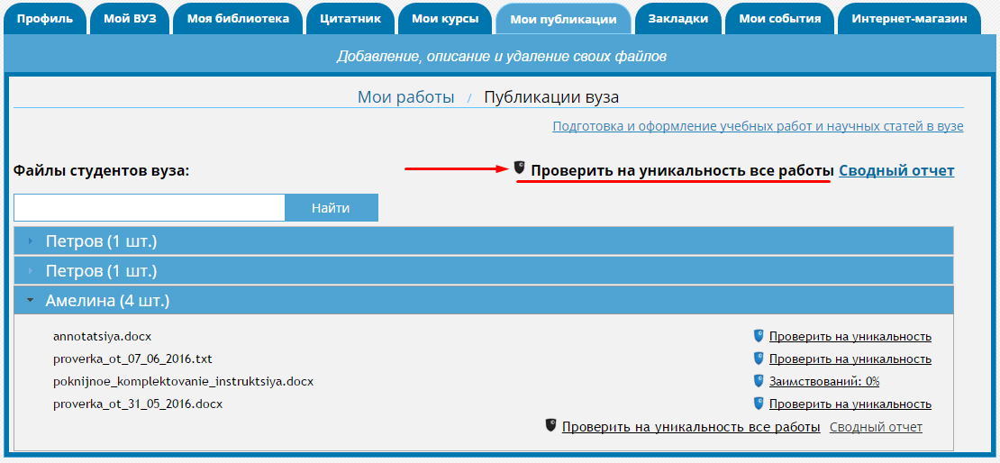 Профиль Мой ВУЗ Моя библиотека Цитатник Мои курсы Мои публикации Закладки Мои события Интернет-магазин
Добавление, описание и удаление своих файлов
Мои работы / Публикации вуза
Подготовка и оформление учебных работ и научных статей в вузе
Файлы студентов вуза: Проверить на уникальность все работы Сводный отчет
Найти
Петров (1 шт.)
Петров (1 шт.)
Амелина (4 шт.)
annotatsiya.docx Проверить на уникальность
proverka_ot_07_06_2016.txt Проверить на уникальность
poknijnoe_komplektovanie_instruktsiya.docx Заимствований: 0%
proverka_ot_31_05_2016.docx Проверить на уникальность
Проверить на уникальность все работы Сводный отчет